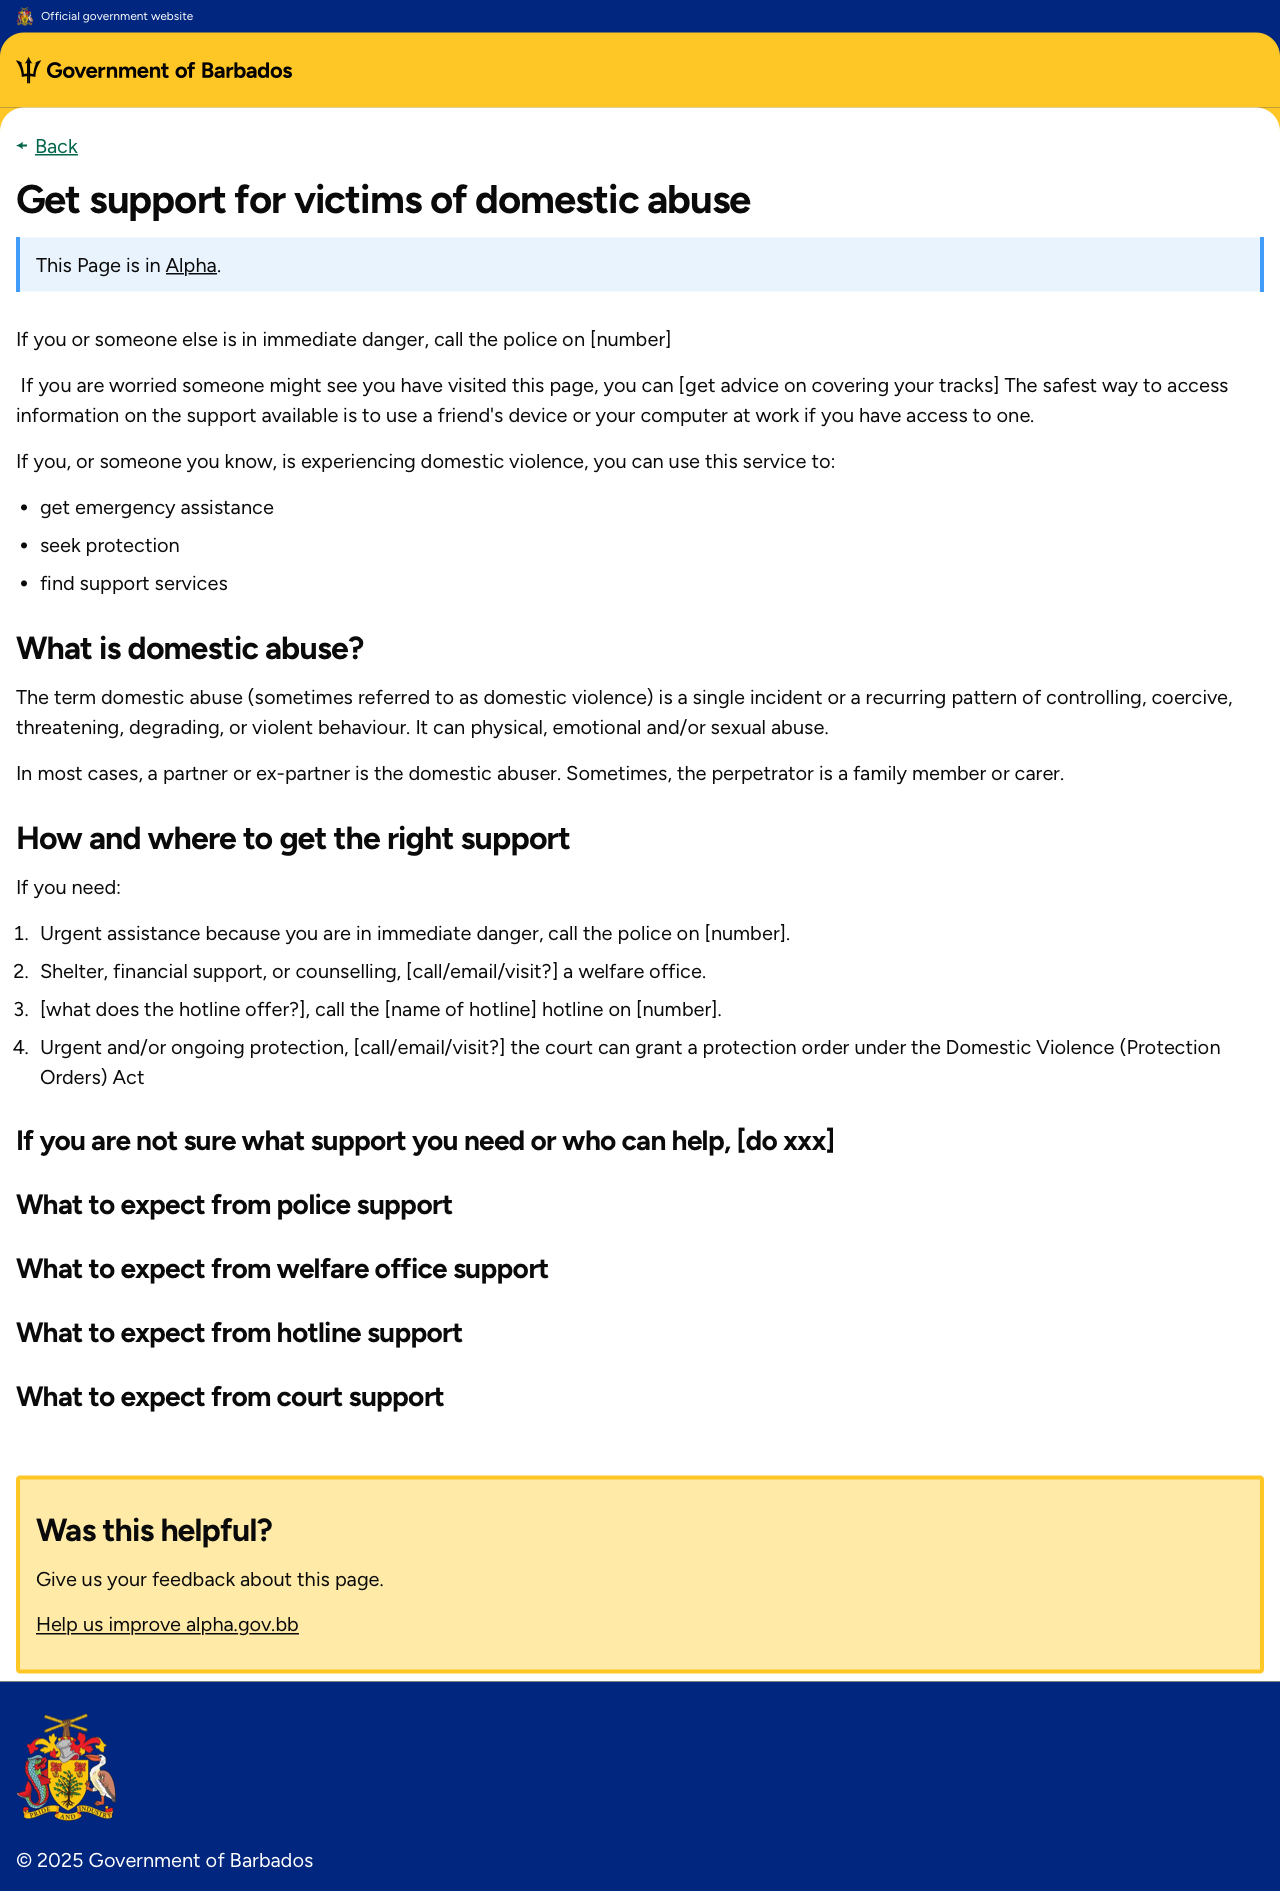 Official government website
Government of Barbados
Back
Get support for victims of domestic abuse
This Page is in Alpha.
If you or someone else is in immediate danger, call the police on [number]
If you are worried someone might see you have visited this page, you can [get advice on covering your tracks] The safest way to access
information on the support available is to use a friend's device or your computer at work if you have access to one.
If you, or someone you know, is experiencing domestic violence, you can use this service to:
• get emergency assistance
• seek protection
• find support services
What is domestic abuse?
The term domestic abuse (sometimes referred to as domestic violence) is a single incident or a recurring pattern of controlling, coercive,
threatening, degrading, or violent behaviour. It can physical, emotional and/or sexual abuse.
In most cases, a partner or ex-partner is the domestic abuser. Sometimes, the perpetrator is a family member or carer.
How and where to get the right support
If you need:
1. Urgent assistance because you are in immediate danger, call the police on [number].
2. Shelter, financial support, or counselling, [call/email/visit?] a welfare office.
3. [what does the hotline offer?], call the [name of hotline] hotline on [number].
4. Urgent and/or ongoing protection, [call/email/visit?] the court can grant a protection order under the Domestic Violence (Protection
Orders) Act
If you are not sure what support you need or who can help, [do xxx]
What to expect from police support
What to expect from welfare office support
What to expect from hotline support
What to expect from court support
Was this helpful?
Give us your feedback about this page.
Help us improve alpha.gov.bb
PRIDE AND INDUSTRY
© 2025 Government of Barbados